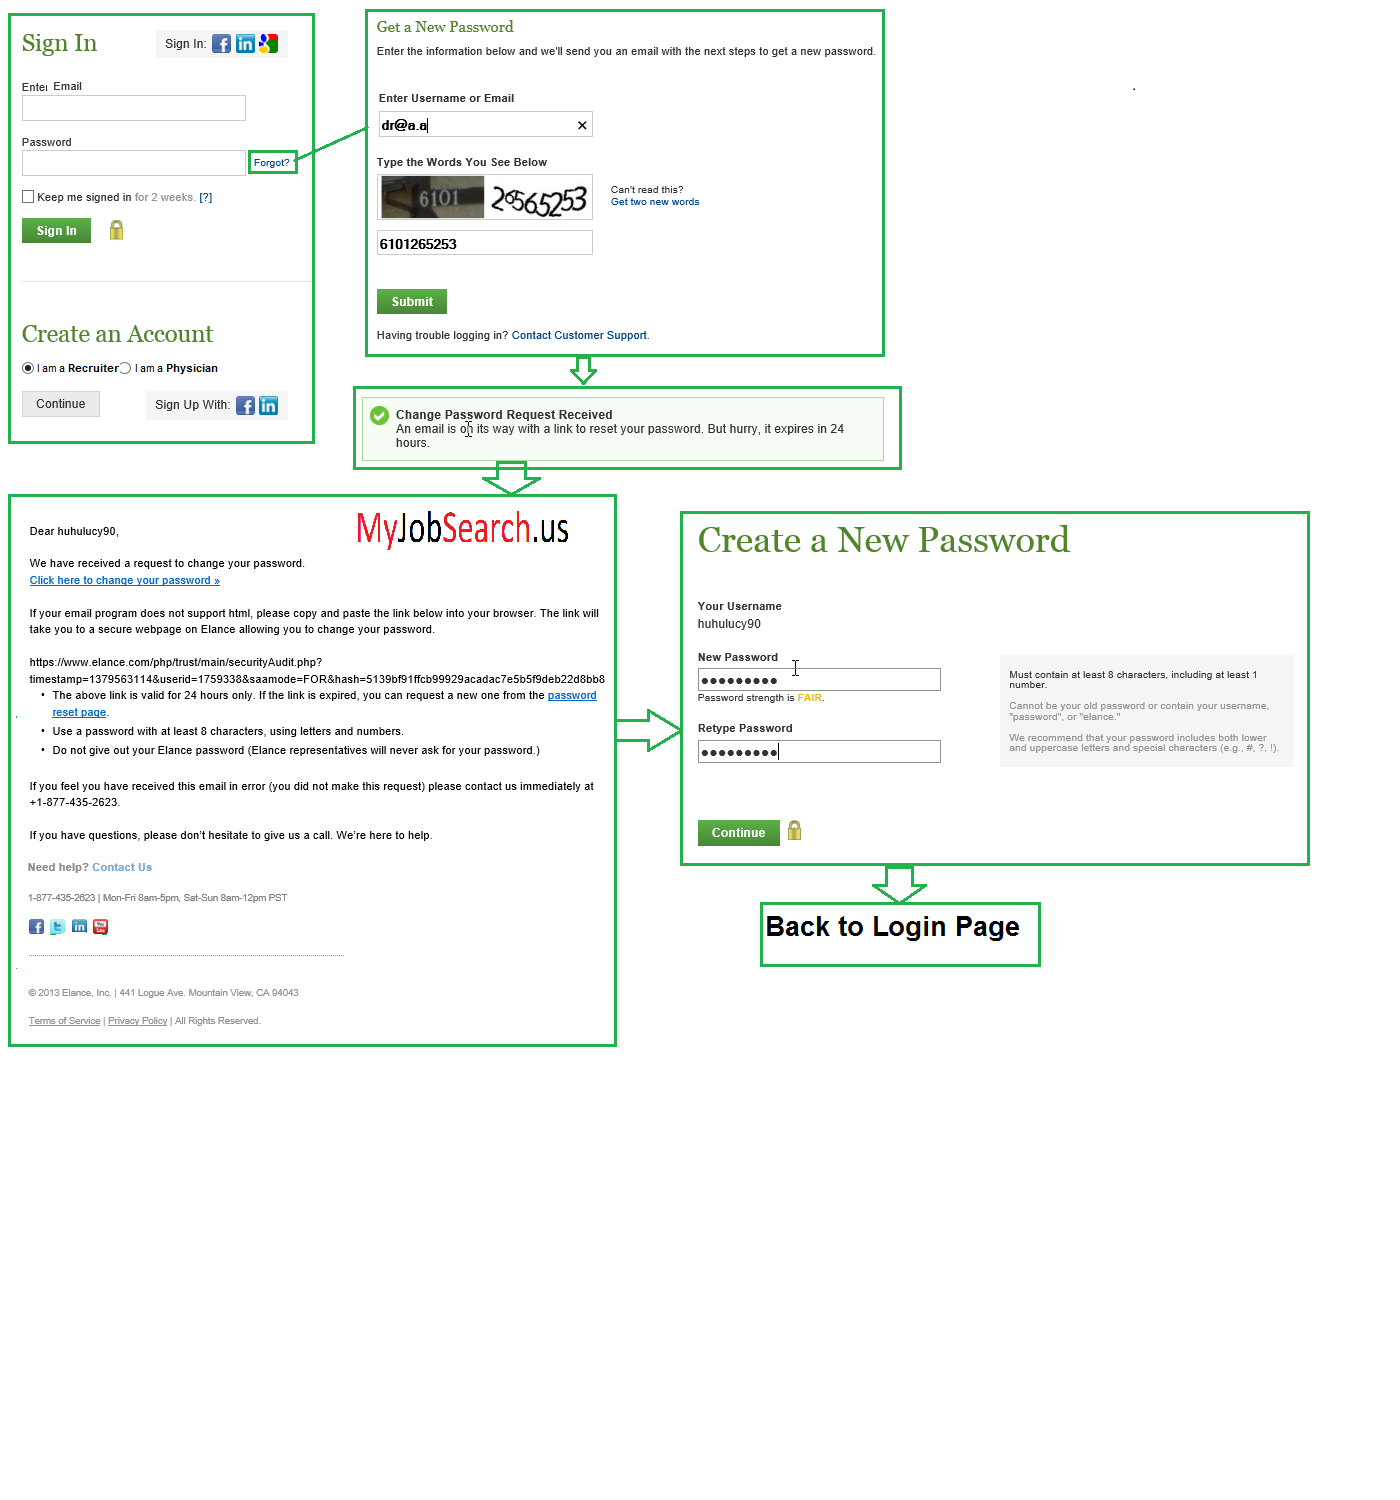 Sign In
Sign In:
Enter Email
Password
Forgot?
Keep me signed in for 2 weeks. [?]
Sign In
Create an Account
I am a Recruiter I am a Physician
Continue
Sign Up With:
Get a New Password
Enter the information below and we'll send you an email with the next steps to get a new password.
Enter Username or Email
dr@a.a
Type the Words You See Below
6101 26565253
Can't read this?
Get two new words
6101265253
Submit
Having trouble logging in? Contact Customer Support.
Change Password Request Received
An email is on its way with a link to reset your password. But hurry, it expires in 24
hours.
MyJobSearch.us
Dear huhulucy90,
We have received a request to change your password.
Click here to change your password »
If your email program does not support html, please copy and paste the link below into your browser. The link will
take you to a secure webpage on Elance allowing you to change your password.
https://www.elance.com/php/trust/main/securityAudit.php?
timestamp=1379563114&userid=1759338&saamode=FOR&hash=5139bf91ffcb99929acadac7e5b5f9deb22d8bb8
• The above link is valid for 24 hours only. If the link is expired, you can request a new one from the password
reset page.
• Use a password with at least 8 characters, using letters and numbers.
• Do not give out your Elance password (Elance representatives will never ask for your password.)
If you feel you have received this email in error (you did not make this request) please contact us immediately at
+1-877-435-2623.
If you have questions, please don't hesitate to give us a call. We're here to help.
Need help? Contact Us
1-877-435-2623 | Mon-Fri 8am-5pm, Sat-Sun 8am-12pm PST
© 2013 Elance, Inc. | 441 Logue Ave. Mountain View, CA 94043
Terms of Service | Privacy Policy | All Rights Reserved.
Create a New Password
Your Username
huhulucy90
New Password
●●●●●●●●●
Password strength is FAIR.
Retype Password
●●●●●●●●●
Must contain at least 8 characters, including at least 1
number.
Cannot be your old password or contain your username,
"password", or "elance."
We recommend that your password includes both lower
and uppercase letters and special characters (e.g., #, ?, !).
Continue
Back to Login Page